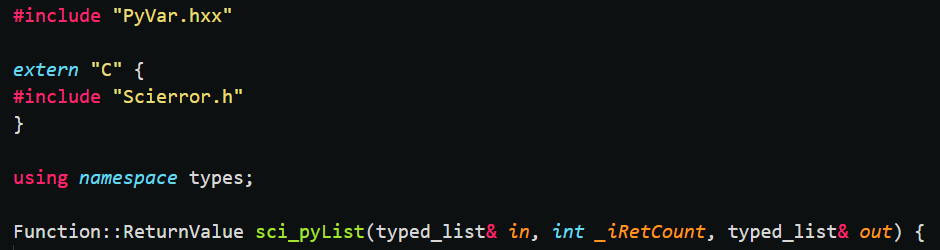 #include "PyVar.hxx"
extern "C" {
#include "Scierror.h"
}
using namespace types;
Function::ReturnValue sci_pyList(typed_list& in, int _iRetCount, typed_list& out) {